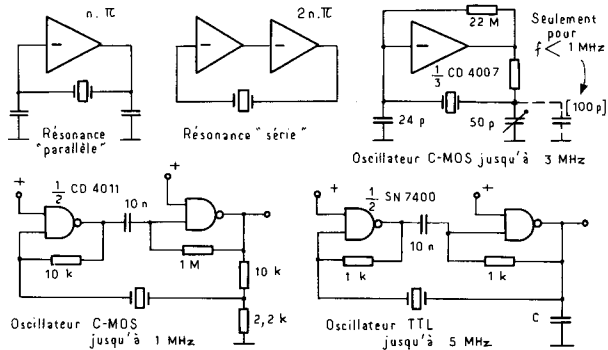 n.π
Résonance
"parallèle"
2n.π
Résonance "série"
22 M
1/3 CD 4007
24 p
50 p
[100 p]
Seulement
pour
f < 1 MHz
Oscillateur C-MOS jusqu'à 3 MHz
+
1/2 CD 4011
10 n
+
10 k
1 M
10 k
2,2 k
Oscillateur C-MOS
jusqu'à 1 MHz
+
1/2 SN 7400
10 n
+
1 k
1 k
C
Oscillateur TTL
jusqu'à 5 MHz